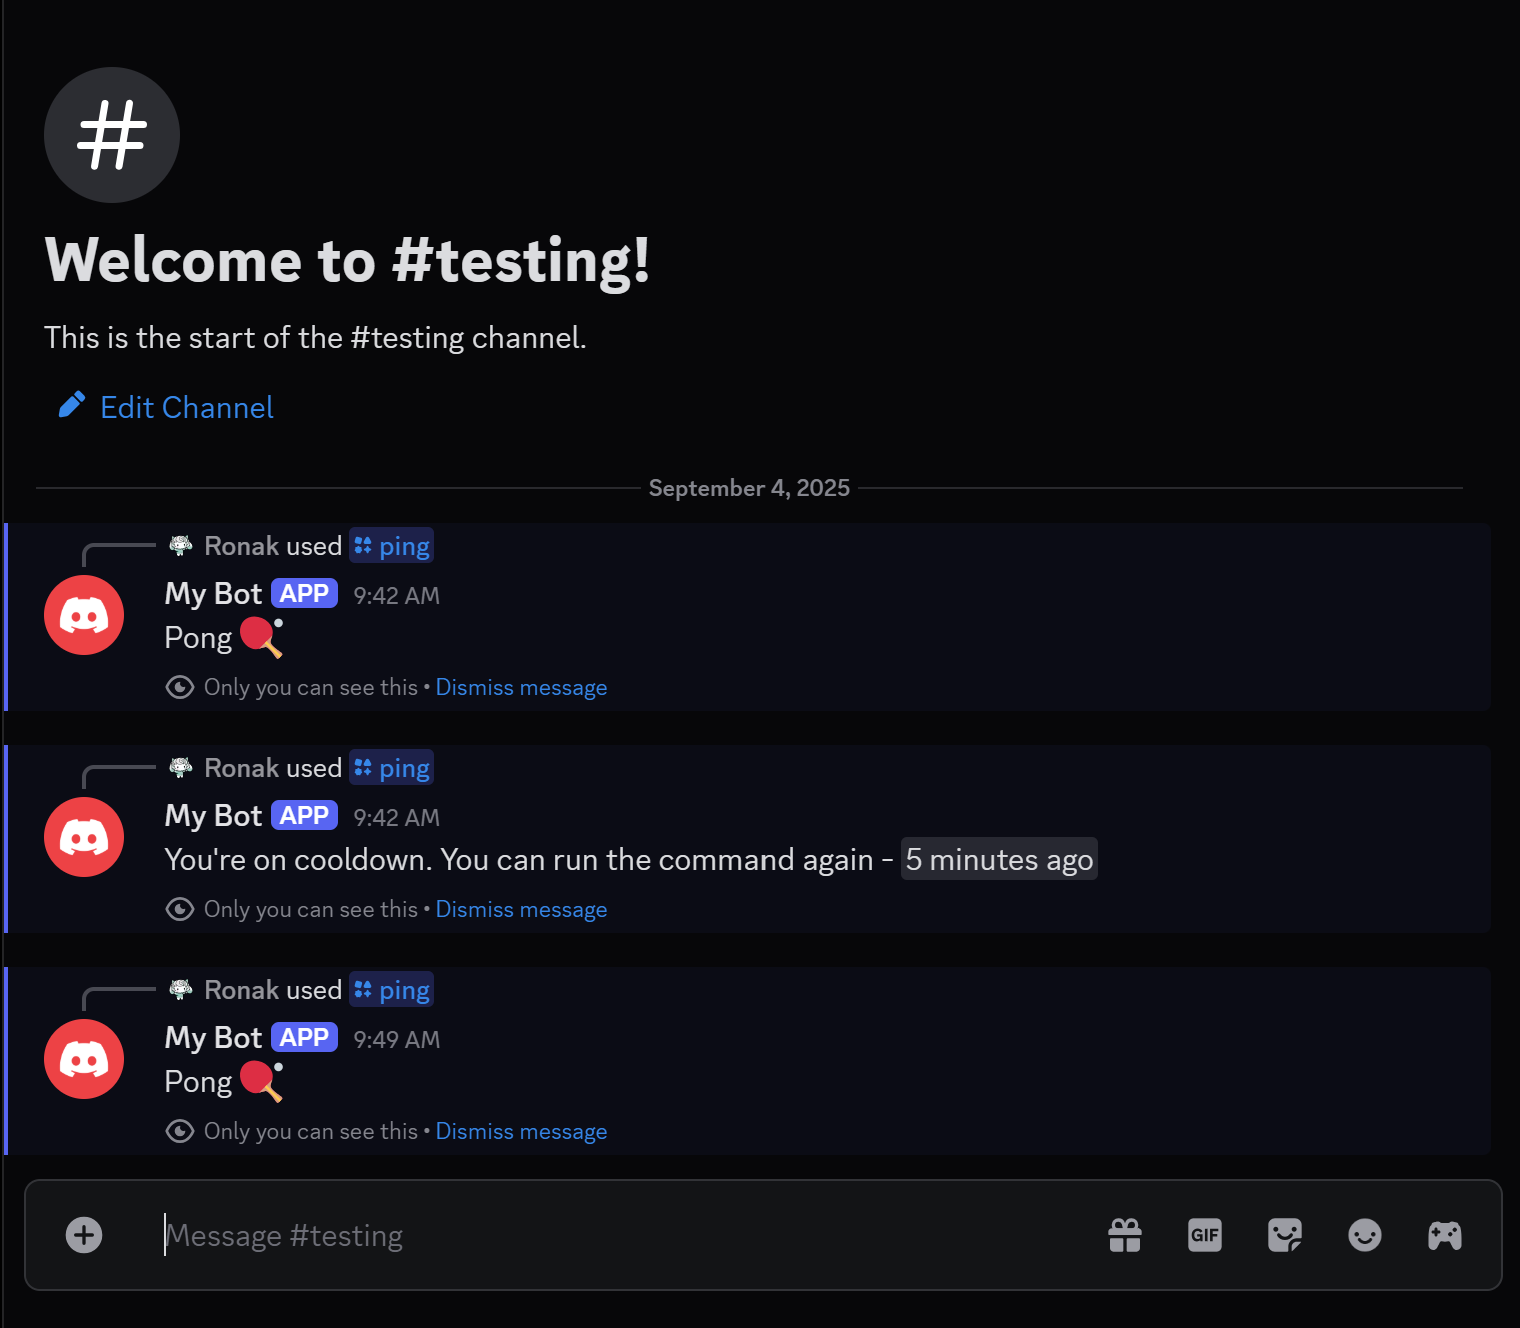 Welcome to #testing!
This is the start of the #testing channel.
Edit Channel
September 4, 2025
Ronak used ping
My Bot APP 9:42 AM
Pong 🏓
Only you can see this • Dismiss message
Ronak used ping
My Bot APP 9:42 AM
You're on cooldown. You can run the command again - 5 minutes ago
Only you can see this • Dismiss message
Ronak used ping
My Bot APP 9:49 AM
Pong 🏓
Only you can see this • Dismiss message
Message #testing GIF